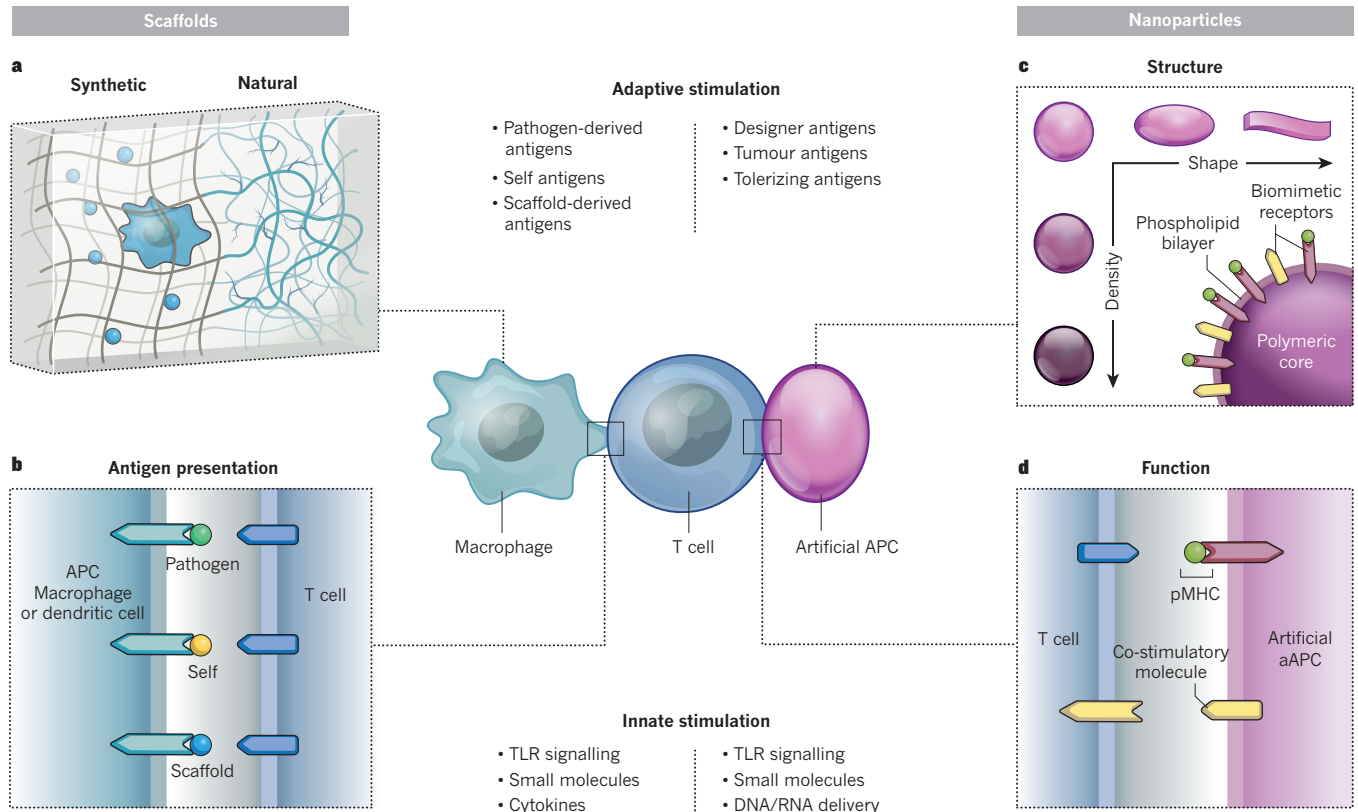 Scaffolds
Nanoparticles
a
Synthetic
Natural
Adaptive stimulation
• Pathogen-derived
antigens
• Self antigens
• Scaffold-derived
antigens
• Designer antigens
• Tumour antigens
• Tolerizing antigens
c
Structure
Shape
Density
Biomimetic
receptors
Phospholipid
bilayer
Polymeric
core
Macrophage
T cell
Artificial APC
b
Antigen presentation
APC
Macrophage
or dendritic cell
Pathogen
Self
Scaffold
T cell
d
Function
T cell
pMHC
Co-stimulatory
molecule
Artificial
aAPC
Innate stimulation
• TLR signalling
• Small molecules
• Cytokines
• TLR signalling
• Small molecules
• DNA/RNA delivery